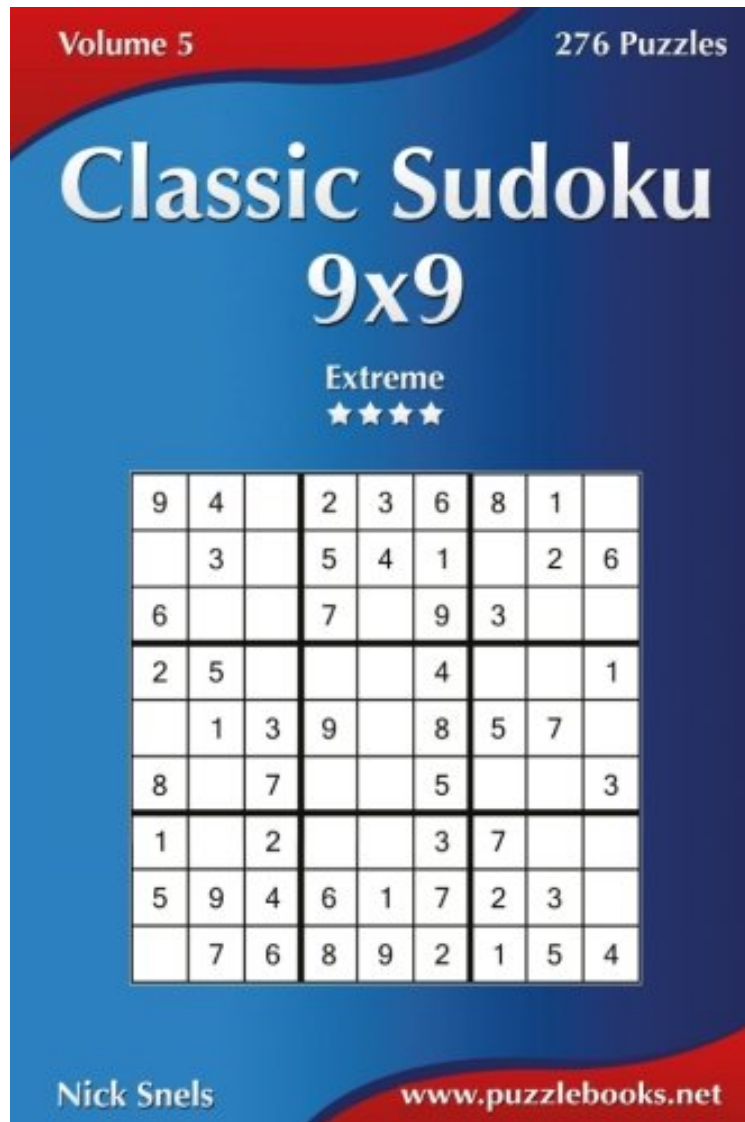 Volume 5 276 Puzzles
Classic Sudoku
9x9
Extreme
9 4 2 3 6 8 1
3 5 4 1 2 6
6 7 9 3
2 5 4 1
1 3 9 8 5 7
8 7 5 3
1 2 3 7
5 9 4 6 1 7 2 3
7 6 8 9 2 1 5 4
Nick Snels www.puzzlebooks.net